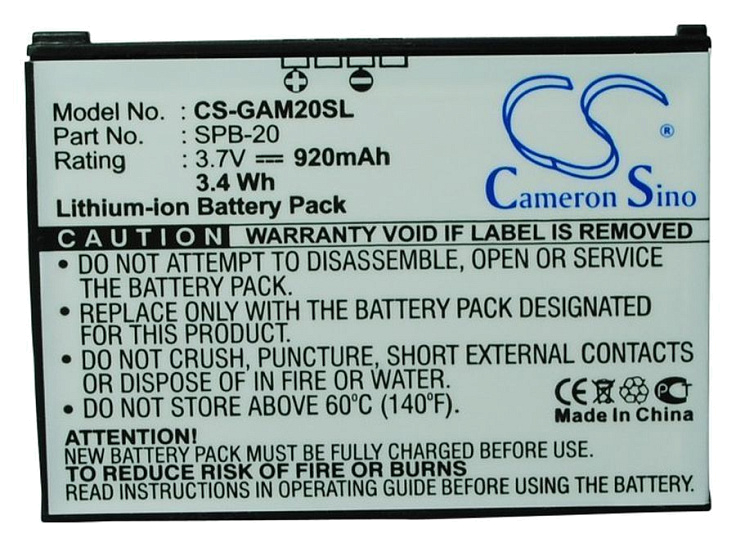 Model No. : CS-GAM20SL
Part No. : SPB-20
Rating : 3.7V 920mAh
3.4 Wh
Lithium-ion Battery Pack
CS ®
Cameron Sino
CAUTION WARRANTY VOID IF LABEL IS REMOVED
• DO NOT ATTEMPT TO DISASSEMBLE, OPEN OR SERVICE
THE BATTERY PACK.
• REPLACE ONLY WITH THE BATTERY PACK DESIGNATED
FOR THIS PRODUCT.
• DO NOT CRUSH, PUNCTURE, SHORT EXTERNAL CONTACTS
OR DISPOSE OF IN FIRE OR WATER.
• DO NOT STORE ABOVE 60°C (140°F).
CE PCT
Made In China
ATTENTION!
NEW BATTERY PACK MUST BE FULLY CHARGED BEFORE USE.
TO REDUCE RISK OF FIRE OR BURNS
READ INSTRUCTIONS IN OPERATING GUIDE BEFORE USING THE BATTERY.